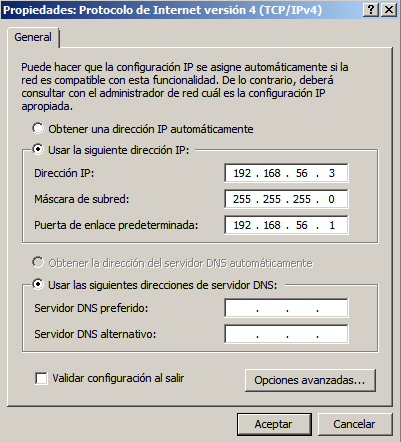 Propiedades: Protocolo de Internet versión 4 (TCP/IPv4)
General
Puede hacer que la configuración IP se asigne automáticamente si la
red es compatible con esta funcionalidad. De lo contrario, deberá
consultar con el administrador de red cuál es la configuración IP
apropiada.
Obtener una dirección IP automáticamente
Usar la siguiente dirección IP:
Dirección IP: 192 . 168 . 56 . 3
Máscara de subred: 255 . 255 . 255 . 0
Puerta de enlace predeterminada: 192 . 168 . 56 . 1
Obtener la dirección del servidor DNS automáticamente
Usar las siguientes direcciones de servidor DNS:
Servidor DNS preferido: . . .
Servidor DNS alternativo: . . .
Validar configuración al salir
Opciones avanzadas...
Aceptar Cancelar